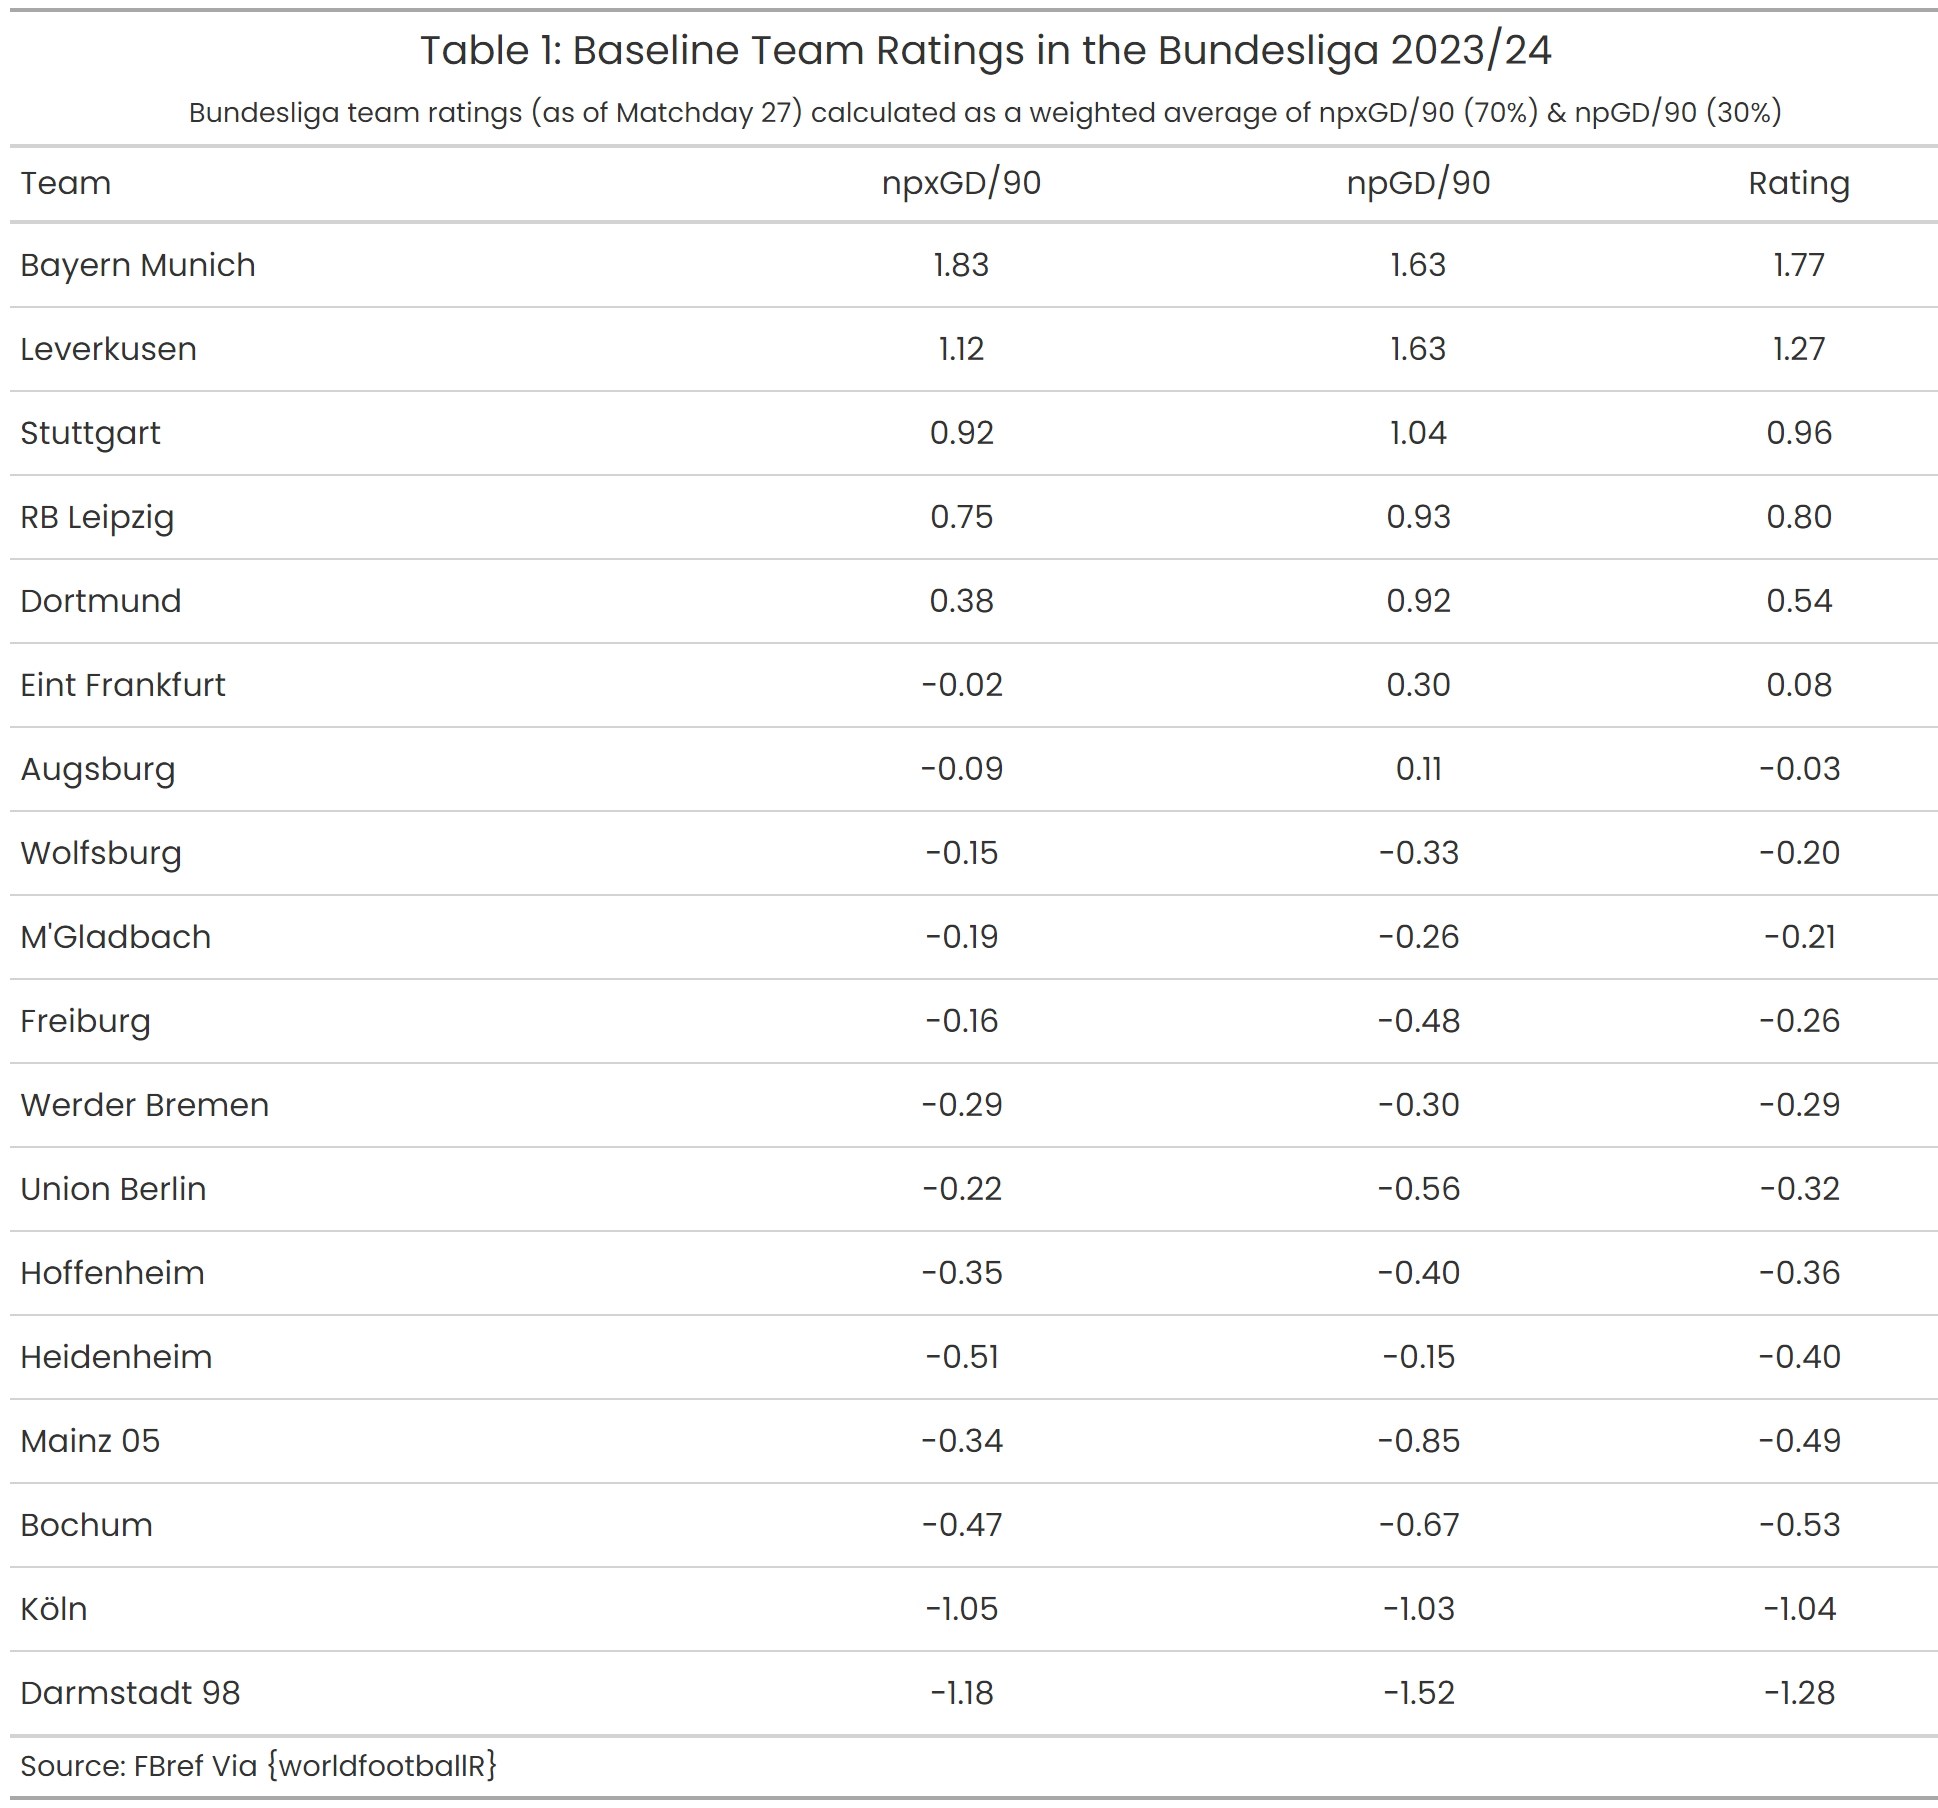 Table 1: Baseline Team Ratings in the Bundesliga 2023/24
Bundesliga team ratings (as of Matchday 27) calculated as a weighted average of npxGD/90 (70%) & npGD/90 (30%)
Team npxGD/90 npGD/90 Rating
Bayern Munich 1.83 1.63 1.77
Leverkusen 1.12 1.63 1.27
Stuttgart 0.92 1.04 0.96
RB Leipzig 0.75 0.93 0.80
Dortmund 0.38 0.92 0.54
Eint Frankfurt -0.02 0.30 0.08
Augsburg -0.09 0.11 -0.03
Wolfsburg -0.15 -0.33 -0.20
M'Gladbach -0.19 -0.26 -0.21
Freiburg -0.16 -0.48 -0.26
Werder Bremen -0.29 -0.30 -0.29
Union Berlin -0.22 -0.56 -0.32
Hoffenheim -0.35 -0.40 -0.36
Heidenheim -0.51 -0.15 -0.40
Mainz 05 -0.34 -0.85 -0.49
Bochum -0.47 -0.67 -0.53
Köln -1.05 -1.03 -1.04
Darmstadt 98 -1.18 -1.52 -1.28
Source: FBref Via {worldfootballR}